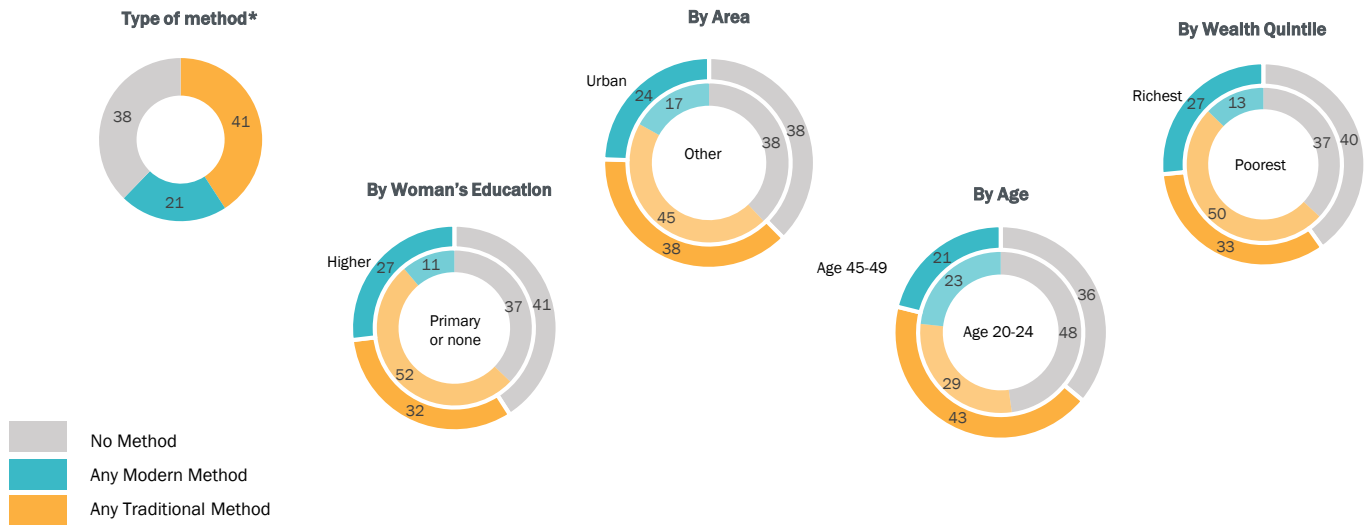 Type of method*
38
41
21
By Woman's Education
Higher
27
11
37
41
Primary
or none
52
32
By Area
Urban
24
17
38
38
Other
45
38
By Age
Age 45-49
21
23
36
48
Age 20-24
29
43
By Wealth Quintile
Richest
27
13
37
40
Poorest
50
33
No Method
Any Modern Method
Any Traditional Method